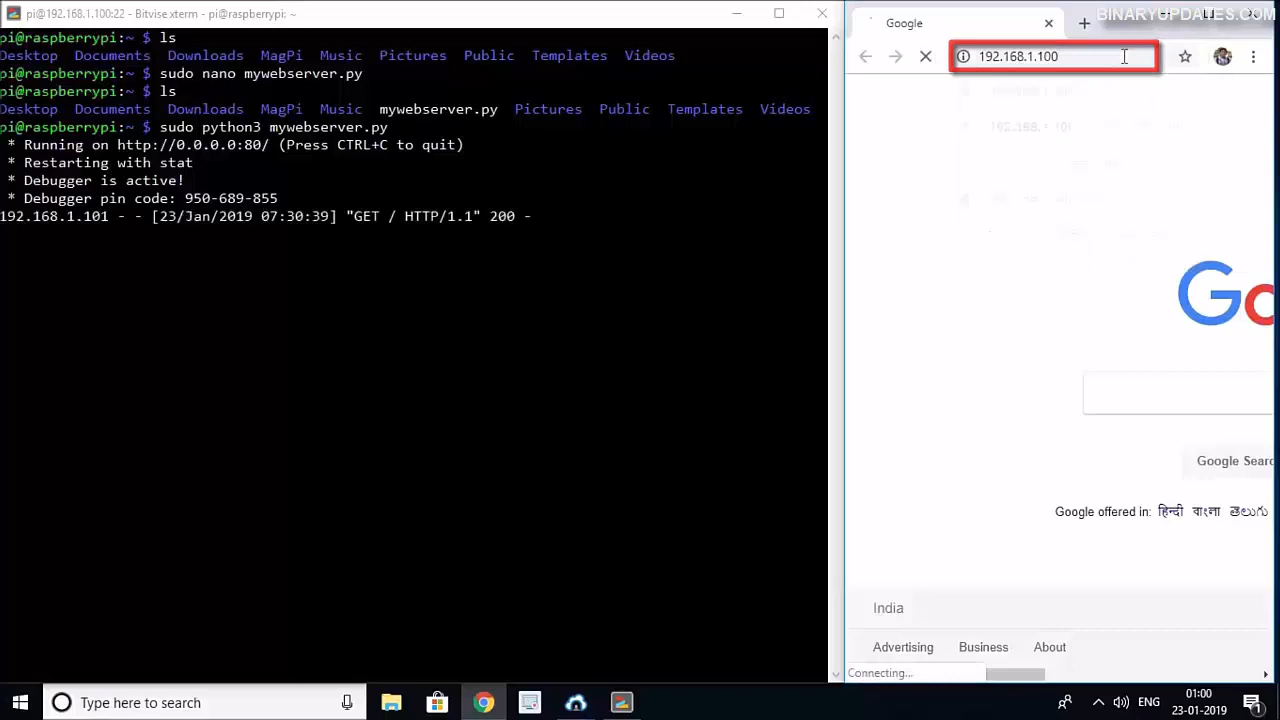 pi@192.168.1.100:22 - Bitvise xterm - pi@raspberrypi: ~
pi@raspberrypi:~ $ ls
Desktop Documents Downloads MagPi Music Pictures Public Templates Videos
pi@raspberrypi:~ $ sudo nano mywebserver.py
pi@raspberrypi:~ $ ls
Desktop Documents Downloads MagPi Music mywebserver.py Pictures Public Templates Videos
pi@raspberrypi:~ $ sudo python3 mywebserver.py
* Running on http://0.0.0.0:80/ (Press CTRL+C to quit)
* Restarting with stat
* Debugger is active!
* Debugger pin code: 950-689-855
192.168.1.101 - - [23/Jan/2019 07:30:39] "GET / HTTP/1.1" 200 -
BINARYUPDATES.COM
Google
192.168.1.100
Go
Google Searc
Google offered in: हिन्दी বাংলা తెలుగు
India
Advertising Business About
Connecting...
Type here to search
ENG
01:00
23-01-2019
1